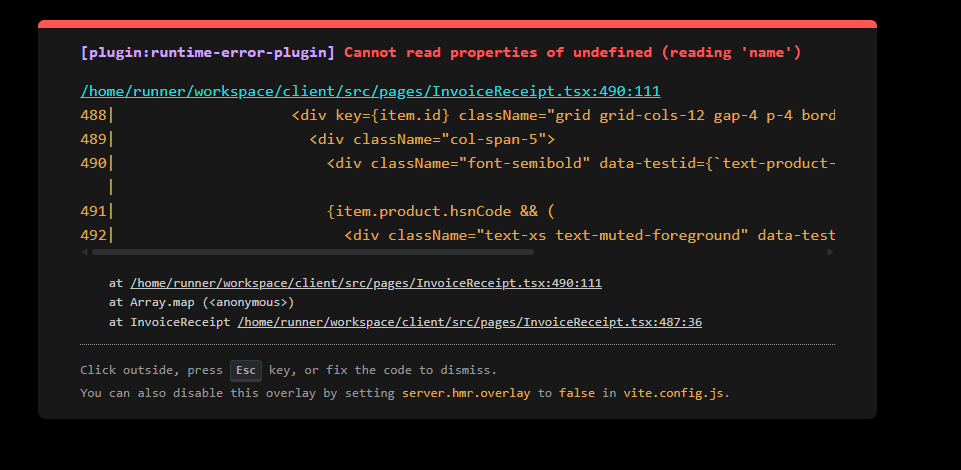 [plugin:runtime-error-plugin] Cannot read properties of undefined (reading 'name')
/home/runner/workspace/client/src/pages/InvoiceReceipt.tsx:490:111
488|                    <div key={item.id} className="grid grid-cols-12 gap-4 p-4 bord
489|                      <div className="col-span-5">
490|                        <div className="font-semibold" data-testid={`text-product-
   |
491|                        {item.product.hsnCode && (
492|                          <div className="text-xs text-muted-foreground" data-test
at /home/runner/workspace/client/src/pages/InvoiceReceipt.tsx:490:111
at Array.map (<anonymous>)
at InvoiceReceipt /home/runner/workspace/client/src/pages/InvoiceReceipt.tsx:487:36
Click outside, press Esc key, or fix the code to dismiss.
You can also disable this overlay by setting server.hmr.overlay to false in vite.config.js.